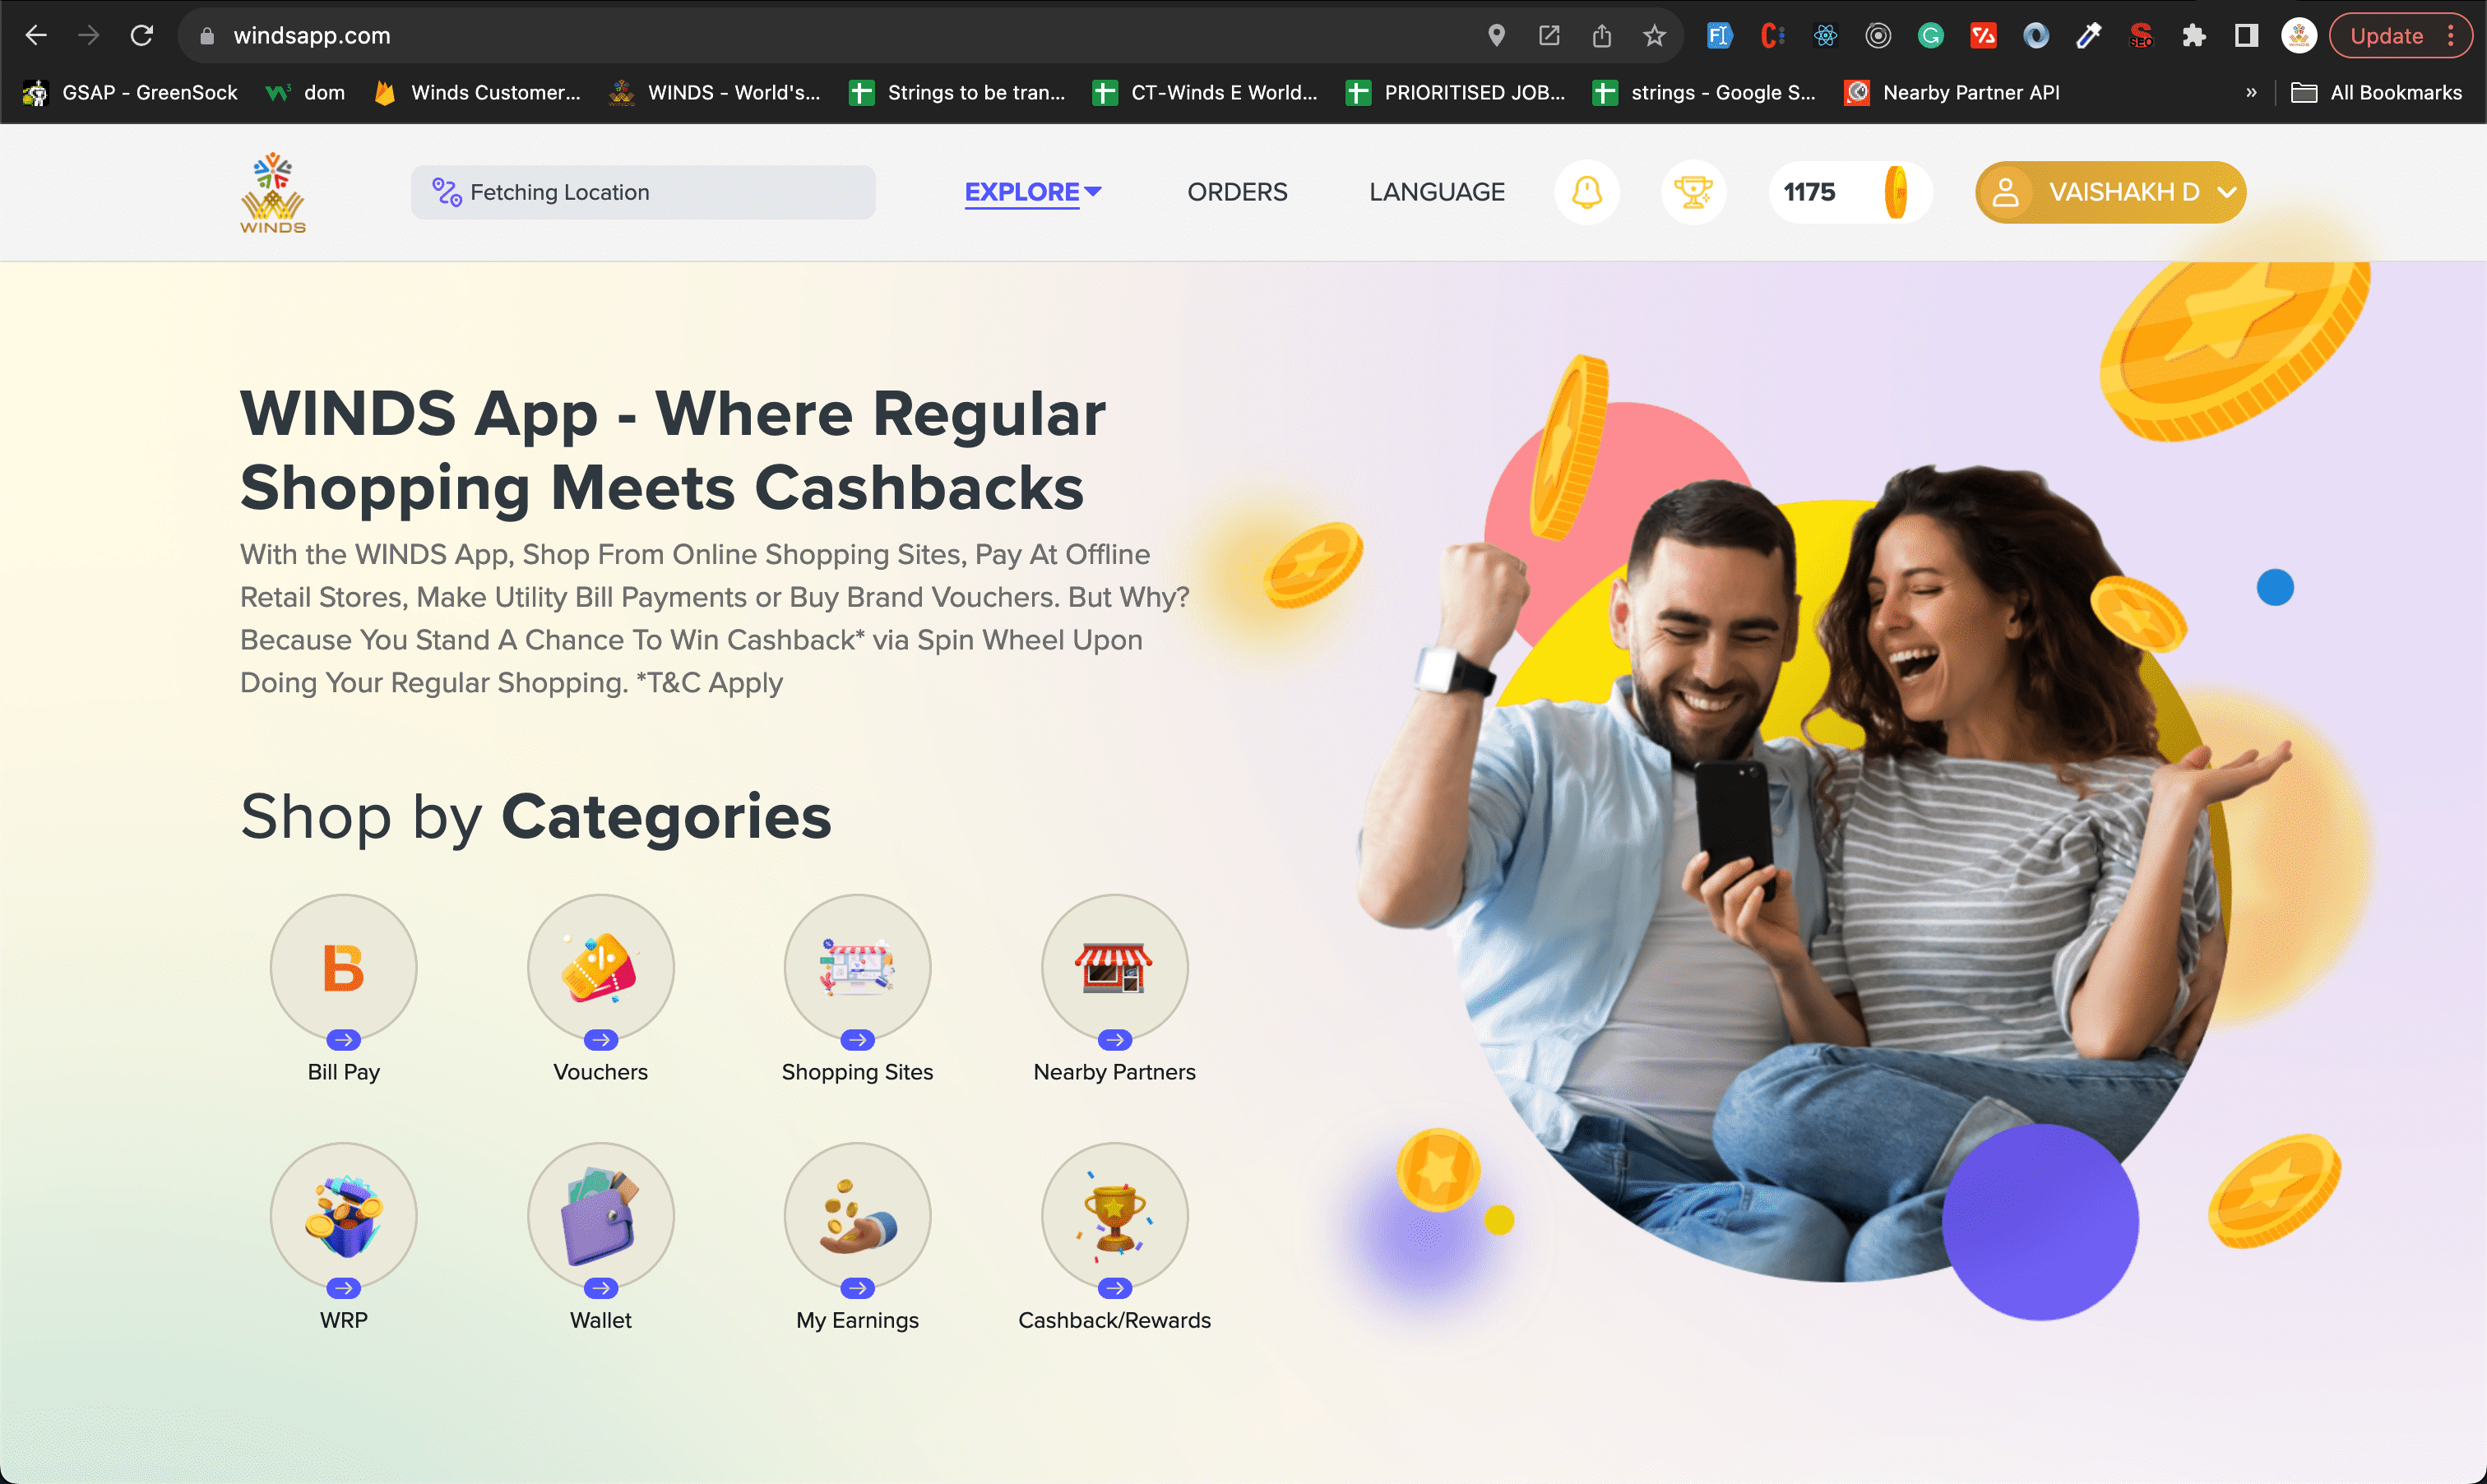 windsapp.com
Update
GSAP - GreenSock
dom
Winds Customer...
WINDS - World's...
Strings to be tran...
CT-Winds E World...
PRIORITISED JOB...
strings - Google S...
Nearby Partner API
»
All Bookmarks
WINDS
Fetching Location
EXPLORE
ORDERS
LANGUAGE
1175
VAISHAKH D
WINDS App - Where Regular
Shopping Meets Cashbacks
With the WINDS App, Shop From Online Shopping Sites, Pay At Offline
Retail Stores, Make Utility Bill Payments or Buy Brand Vouchers. But Why?
Because You Stand A Chance To Win Cashback* via Spin Wheel Upon
Doing Your Regular Shopping. *T&C Apply
Shop by Categories
B
Bill Pay
Vouchers
Shopping Sites
Nearby Partners
WRP
Wallet
My Earnings
Cashback/Rewards